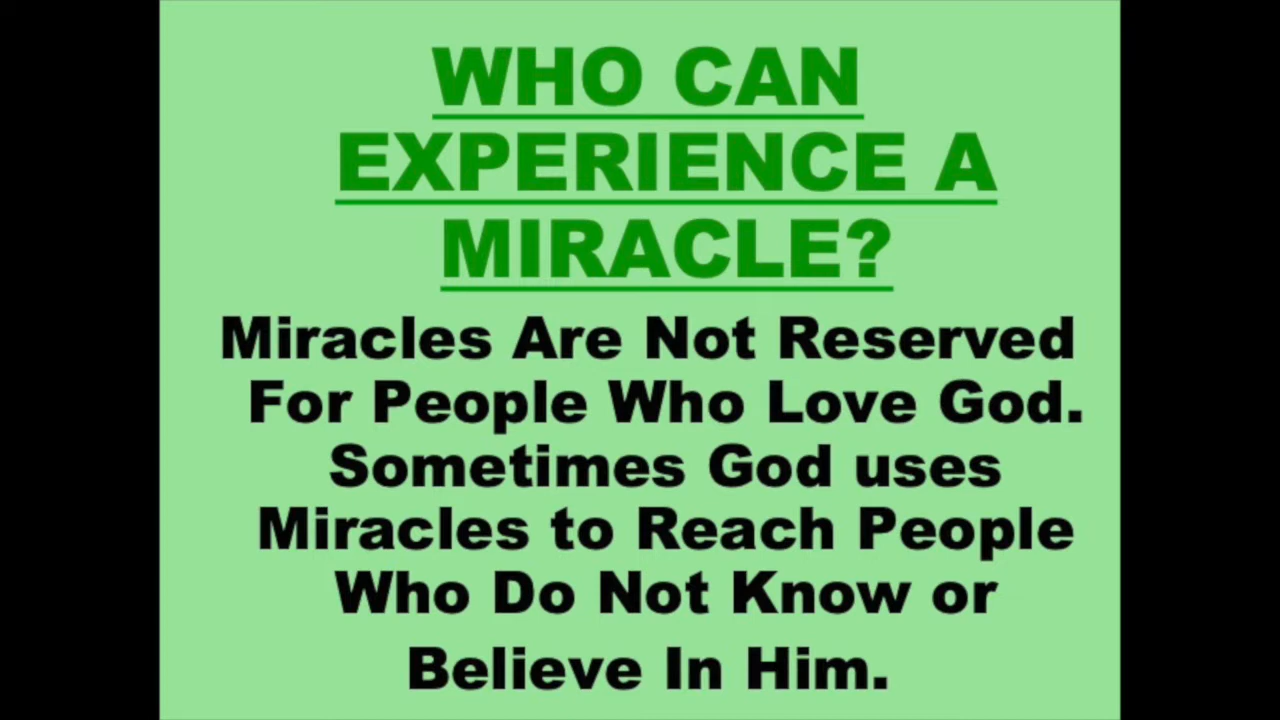 WHO CAN
EXPERIENCE A
MIRACLE?
Miracles Are Not Reserved
For People Who Love God.
Sometimes God uses
Miracles to Reach People
Who Do Not Know or
Believe In Him.